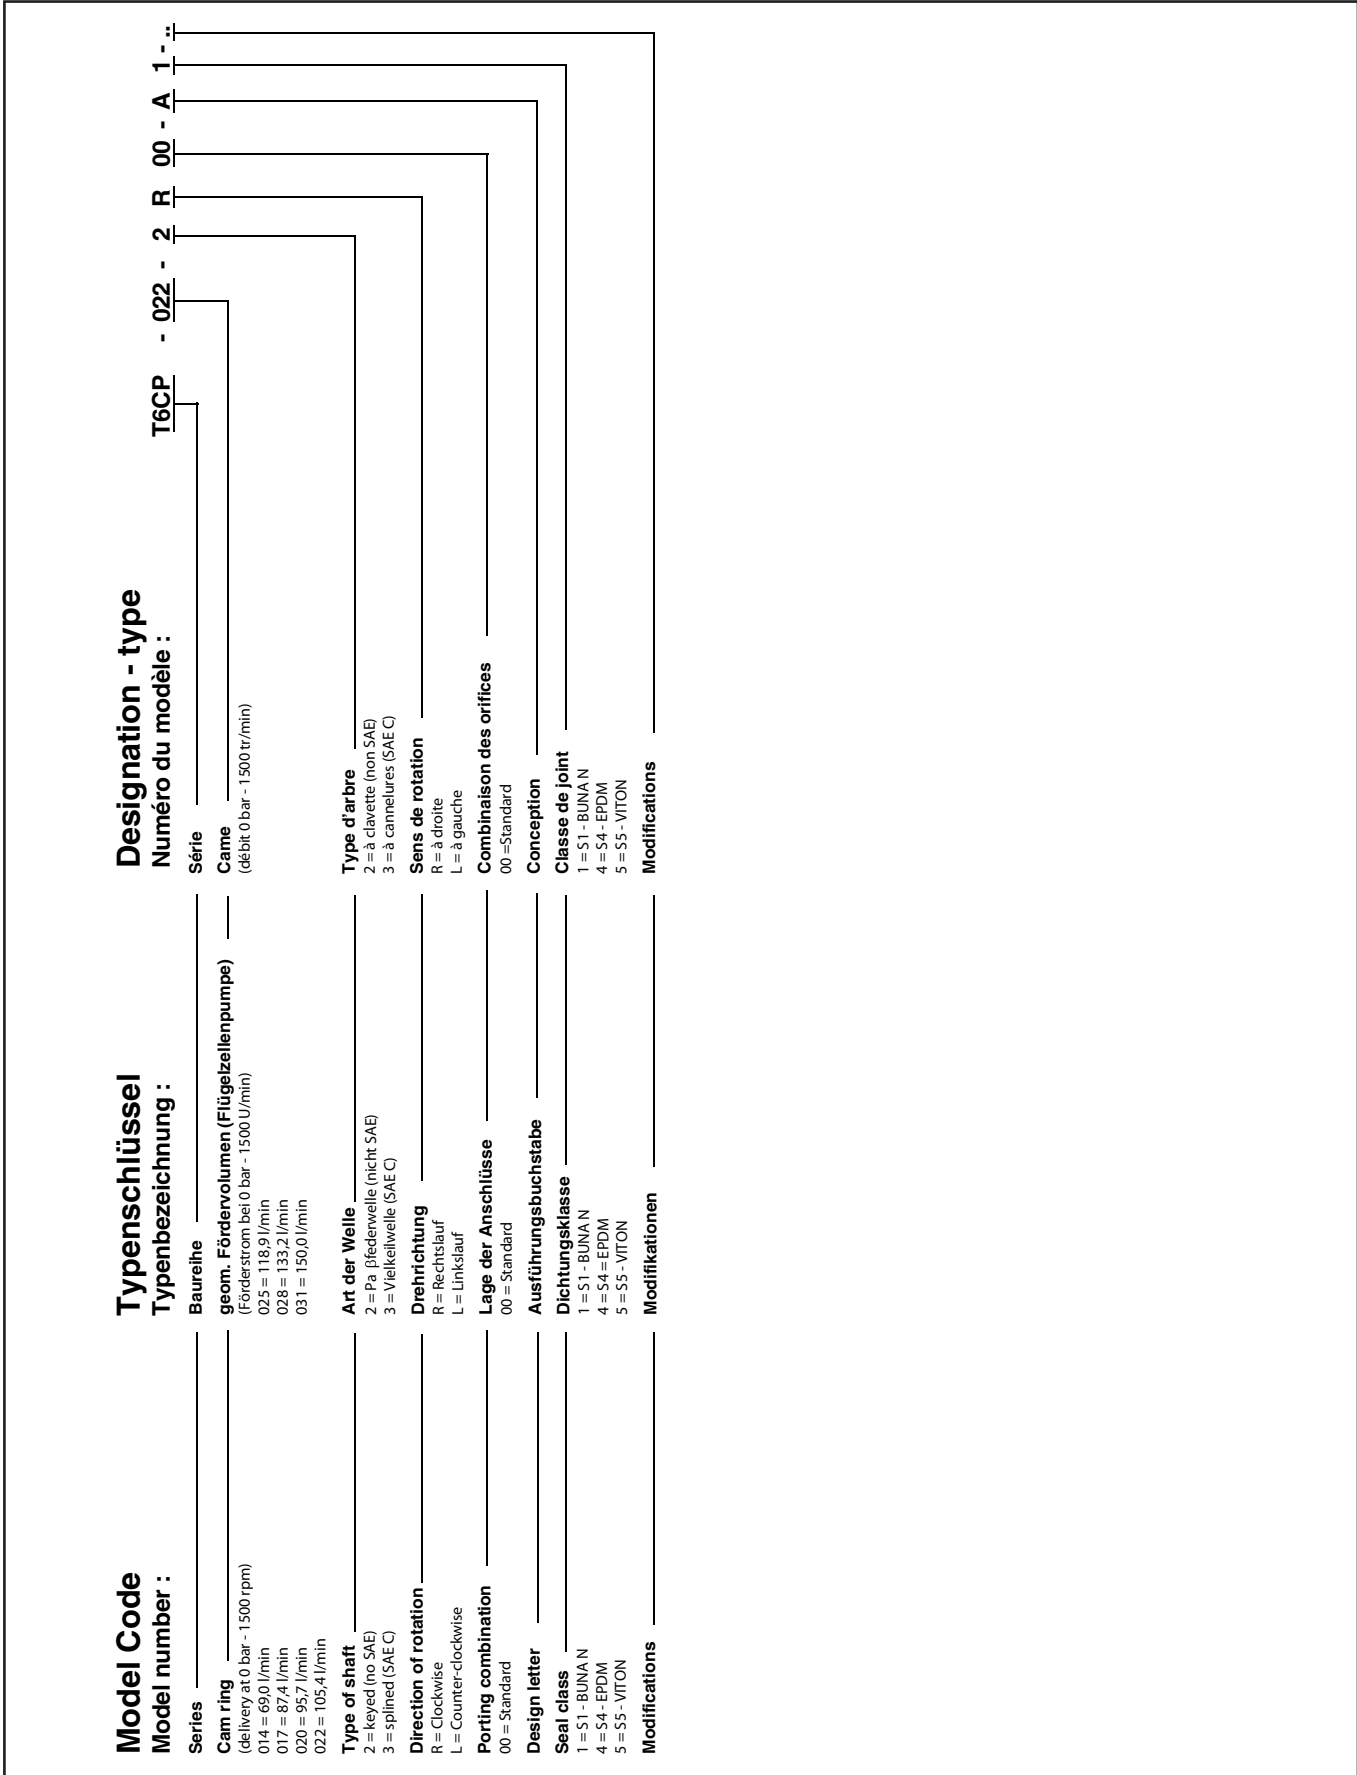 Model Code
Model number :
Series
Cam ring
(delivery at 0 bar - 1500 rpm)
014 = 69,0 l/min
017 = 87,4 l/min
020 = 95,7 l/min
022 = 105,4 l/min
Type of shaft
2 = keyed (no SAE)
3 = splined (SAE C)
Direction of rotation
R = Clockwise
L = Counter-clockwise
Porting combination
00 = Standard
Design letter
Seal class
1 = S1 - BUNA N
4 = S4 - EPDM
5 = S5 - VITON
Modifications
Typenschlüssel
Typenbezeichnung :
Baureihe
geom. Fördervolumen (Flügelzellenpumpe)
(Förderstrom bei 0 bar - 1500 U/min)
025 = 118,9 l/min
028 = 133,2 l/min
031 = 150,0 l/min
Art der Welle
2 = Pa βfederwelle (nicht SAE)
3 = Vielkeilwelle (SAE C)
Drehrichtung
R = Rechtslauf
L = Linkslauf
Lage der Anschlüsse
00 = Standard
Ausführungsbuchstabe
Dichtungsklasse
1 = S1 - BUNA N
4 = S4 = EPDM
5 = S5 - VITON
Modifikationen
Designation - type
Numéro du modèle :
Série
Came
(débit 0 bar - 1500 tr/min)
Type d'arbre
2 = à clavette (non SAE)
3 = à cannelures (SAE C)
Sens de rotation
R = à droite
L = à gauche
Combinaison des orifices
00 =Standard
Conception
Classe de joint
1 = S1 - BUNA N
4 = S4 - EPDM
5 = S5 - VITON
Modifications
T6CP - 022 - 2 R 00 - A 1 - ..